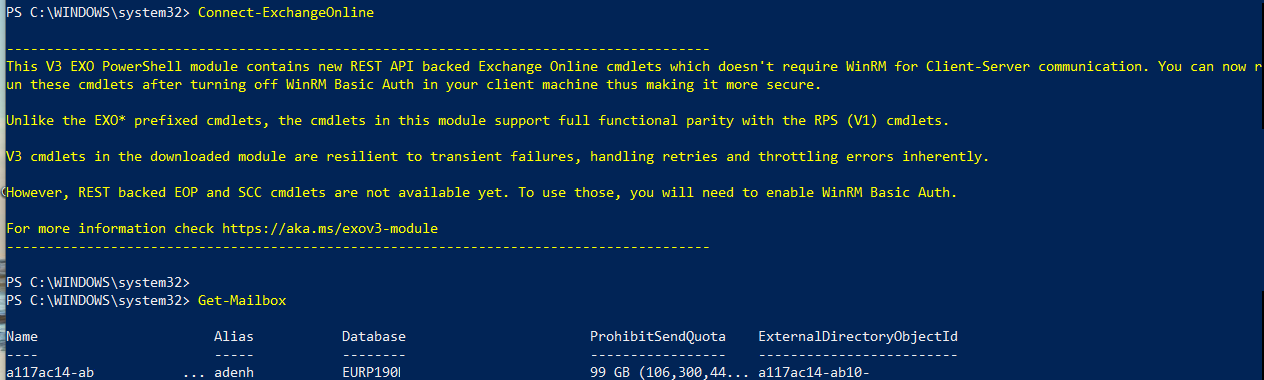 PS C:\WINDOWS\system32> Connect-ExchangeOnline
----------------------------------------------------------------------------------------
This V3 EXO PowerShell module contains new REST API backed Exchange Online cmdlets which doesn't require WinRM for Client-Server communication. You can now r
un these cmdlets after turning off WinRM Basic Auth in your client machine thus making it more secure.
Unlike the EXO* prefixed cmdlets, the cmdlets in this module support full functional parity with the RPS (V1) cmdlets.
V3 cmdlets in the downloaded module are resilient to transient failures, handling retries and throttling errors inherently.
However, REST backed EOP and SCC cmdlets are not available yet. To use those, you will need to enable WinRM Basic Auth.
For more information check https://aka.ms/exov3-module
----------------------------------------------------------------------------------------
PS C:\WINDOWS\system32>
PS C:\WINDOWS\system32> Get-Mailbox
Name Alias Database ProhibitSendQuota ExternalDirectoryObjectId
---- ----- -------- ----------------- -------------------------
a117ac14-ab ... adenh EURP190 99 GB (106,300,44... a117ac14-ab10-